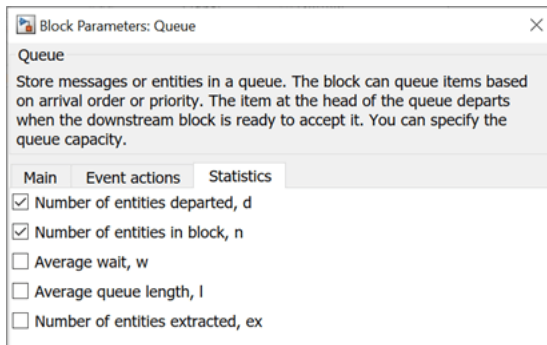 Block Parameters: Queue
Queue
Store messages or entities in a queue. The block can queue items based
on arrival order or priority. The item at the head of the queue departs
when the downstream block is ready to accept it. You can specify the
queue capacity.
Main Event actions Statistics
Number of entities departed, d
Number of entities in block, n
Average wait, w
Average queue length, l
Number of entities extracted, ex